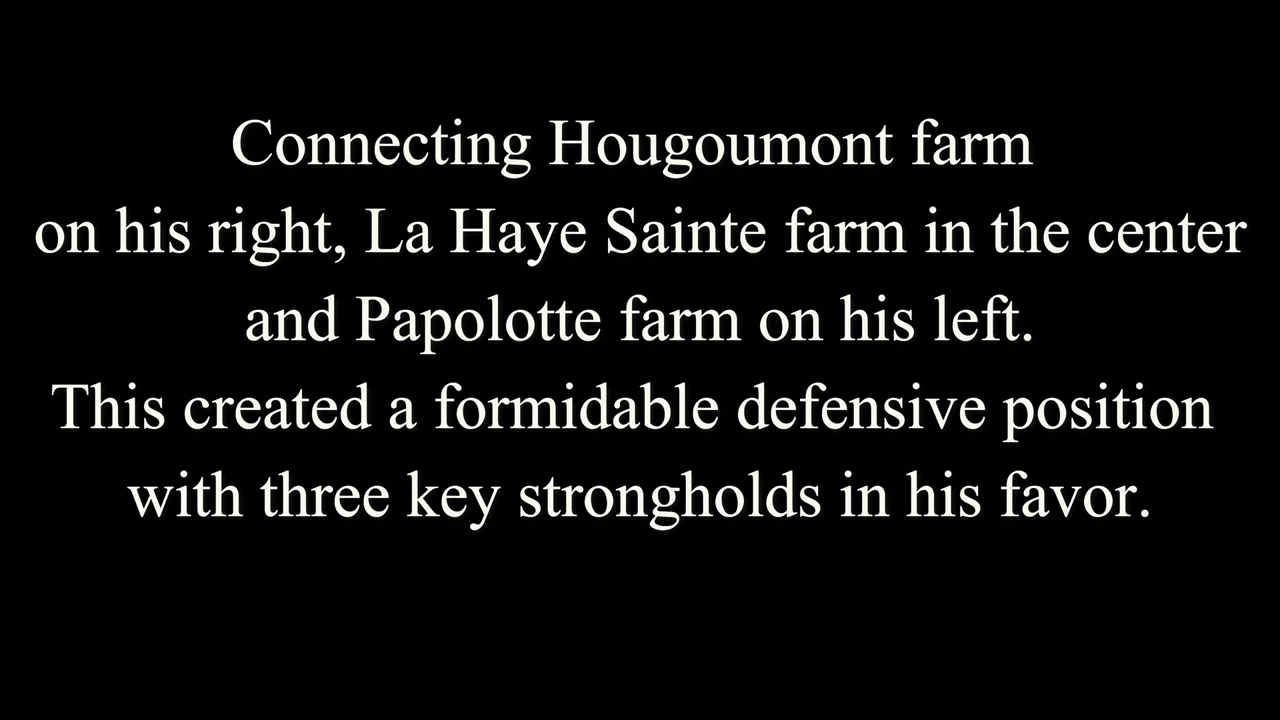 Connecting Hougoumont farm
on his right, La Haye Sainte farm in the center
and Papolotte farm on his left.
This created a formidable defensive position
with three key strongholds in his favor.